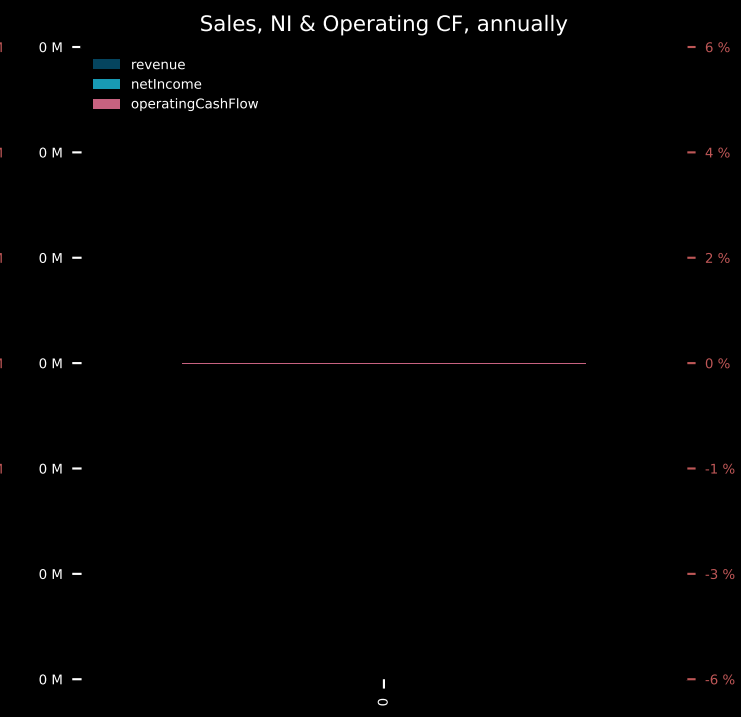 Sales, NI & Operating CF, annually
0 M
6 %
revenue
netIncome
operatingCashFlow
0 M
4 %
0 M
2 %
0 M
0 %
0 M
-1 %
0 M
-3 %
0 M
-6 %
0